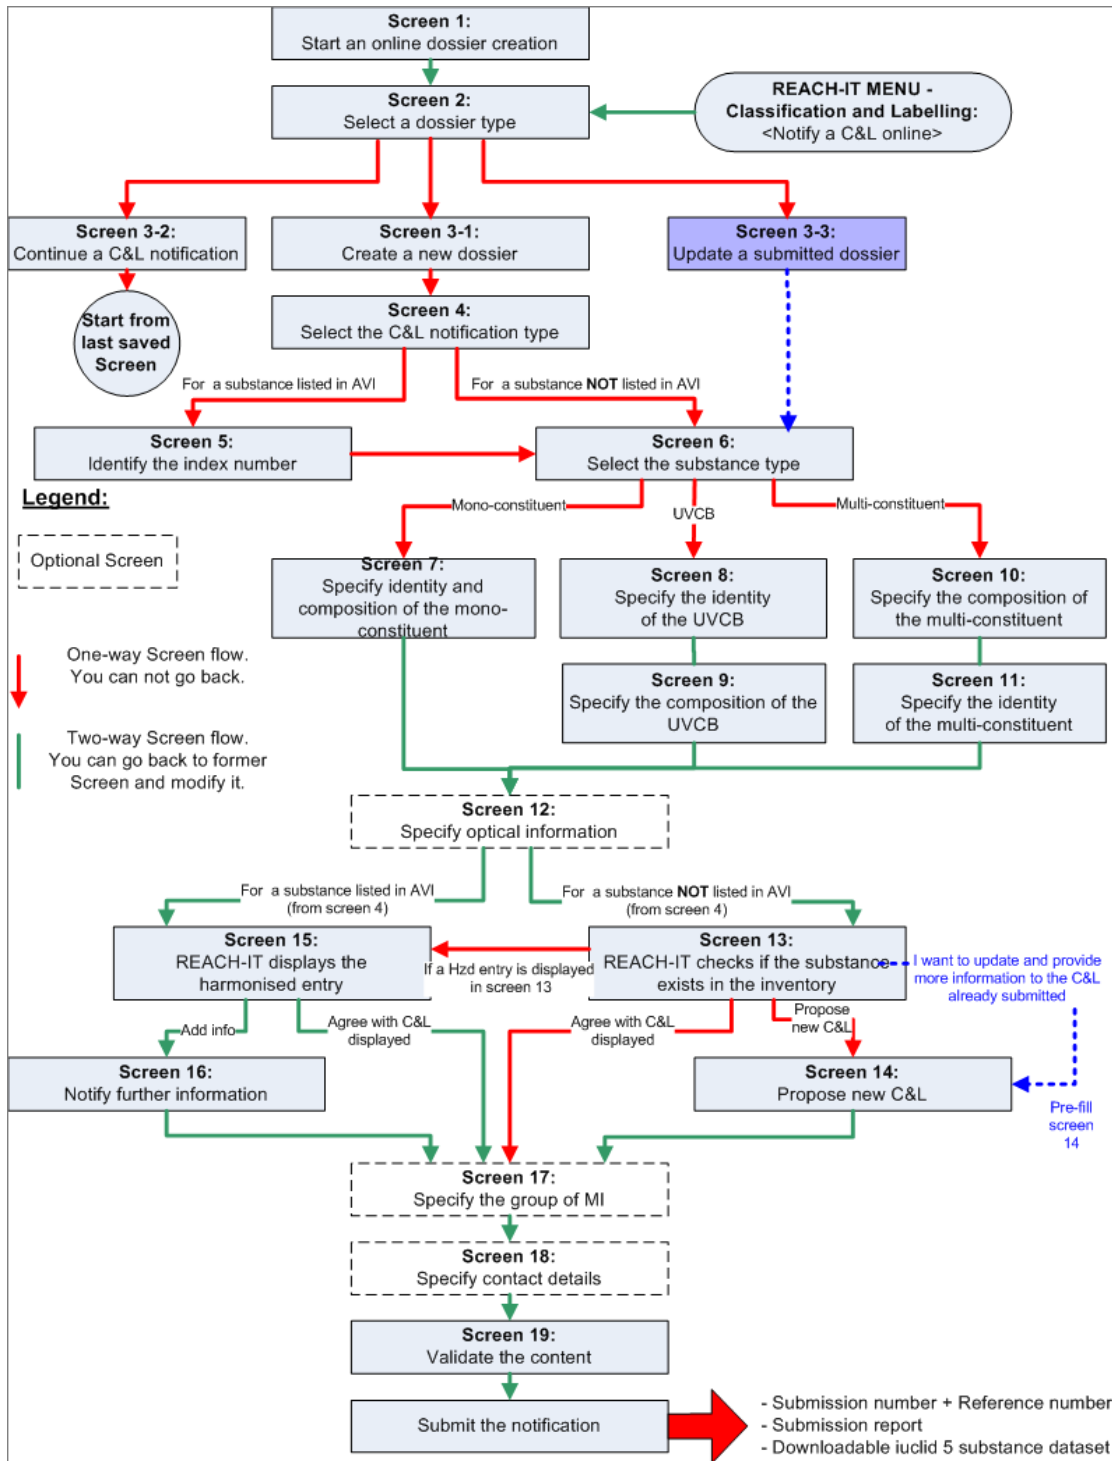 Screen 1:
Start an online dossier creation
Screen 2:
Select a dossier type
REACH-IT MENU -
Classification and Labelling:
<Notify a C&L online>
Screen 3-2:
Continue a C&L notification
Screen 3-1:
Create a new dossier
Screen 3-3:
Update a submitted dossier
Start from
last saved
Screen
Screen 4:
Select the C&L notification type
For a substance listed in AVI
For a substance NOT listed in AVI
Screen 5:
Identify the index number
Screen 6:
Select the substance type
Legend:
Optional Screen
Mono-constituent
UVCB
Multi-constituent
Screen 7:
Specify identity and
composition of the mono-
constituent
Screen 8:
Specify the identity
of the UVCB
Screen 10:
Specify the composition of
the multi-constituent
One-way Screen flow.
You can not go back.
Screen 9:
Specify the composition of the
UVCB
Screen 11:
Specify the identity
of the multi-constituent
Two-way Screen flow.
You can go back to former
Screen and modify it.
Screen 12:
Specify optical information
For a substance listed in AVI
(from screen 4)
For a substance NOT listed in AVI
(from screen 4)
Screen 15:
REACH-IT displays the
harmonised entry
If a Hzd entry is displayed
in screen 13
Screen 13:
REACH-IT checks if the substance
exists in the inventory
I want to update and provide
more information to the C&L
already submitted
Add info
Agree with C&L
displayed
Agree with C&L
displayed
Propose
new C&L
Screen 16:
Notify further information
Screen 14:
Propose new C&L
Pre-fill
screen
14
Screen 17:
Specify the group of MI
Screen 18:
Specify contact details
Screen 19:
Validate the content
Submit the notification
- Submission number + Reference number
- Submission report
- Downloadable iuclid 5 substance dataset